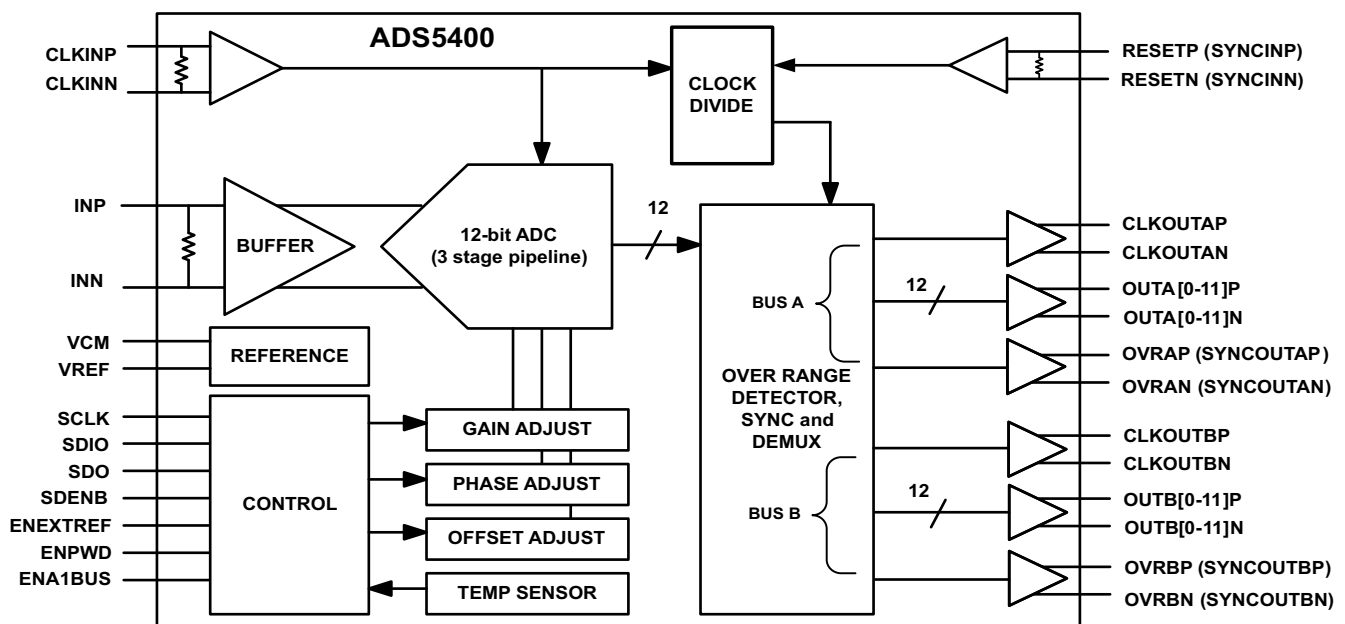 ADS5400
CLKINP
CLKINN
CLOCK
DIVIDE
RESETP (SYNCINP)
RESETN (SYNCINN)
INP
INN
BUFFER
12-bit ADC
(3 stage pipeline)
12
VCM
VREF
REFERENCE
SCLK
SDIO
SDO
SDENB
ENEXTREF
ENPWD
ENA1BUS
CONTROL
GAIN ADJUST
PHASE ADJUST
OFFSET ADJUST
TEMP SENSOR
BUS A
OVER RANGE
DETECTOR,
SYNC and
DEMUX
BUS B
12
12
CLKOUTAP
CLKOUTAN
OUTA[0-11]P
OUTA[0-11]N
OVRAP (SYNCOUTAP)
OVRAN (SYNCOUTAN)
CLKOUTBP
CLKOUTBN
OUTB[0-11]P
OUTB[0-11]N
OVRBP (SYNCOUTBP)
OVRBN (SYNCOUTBN)